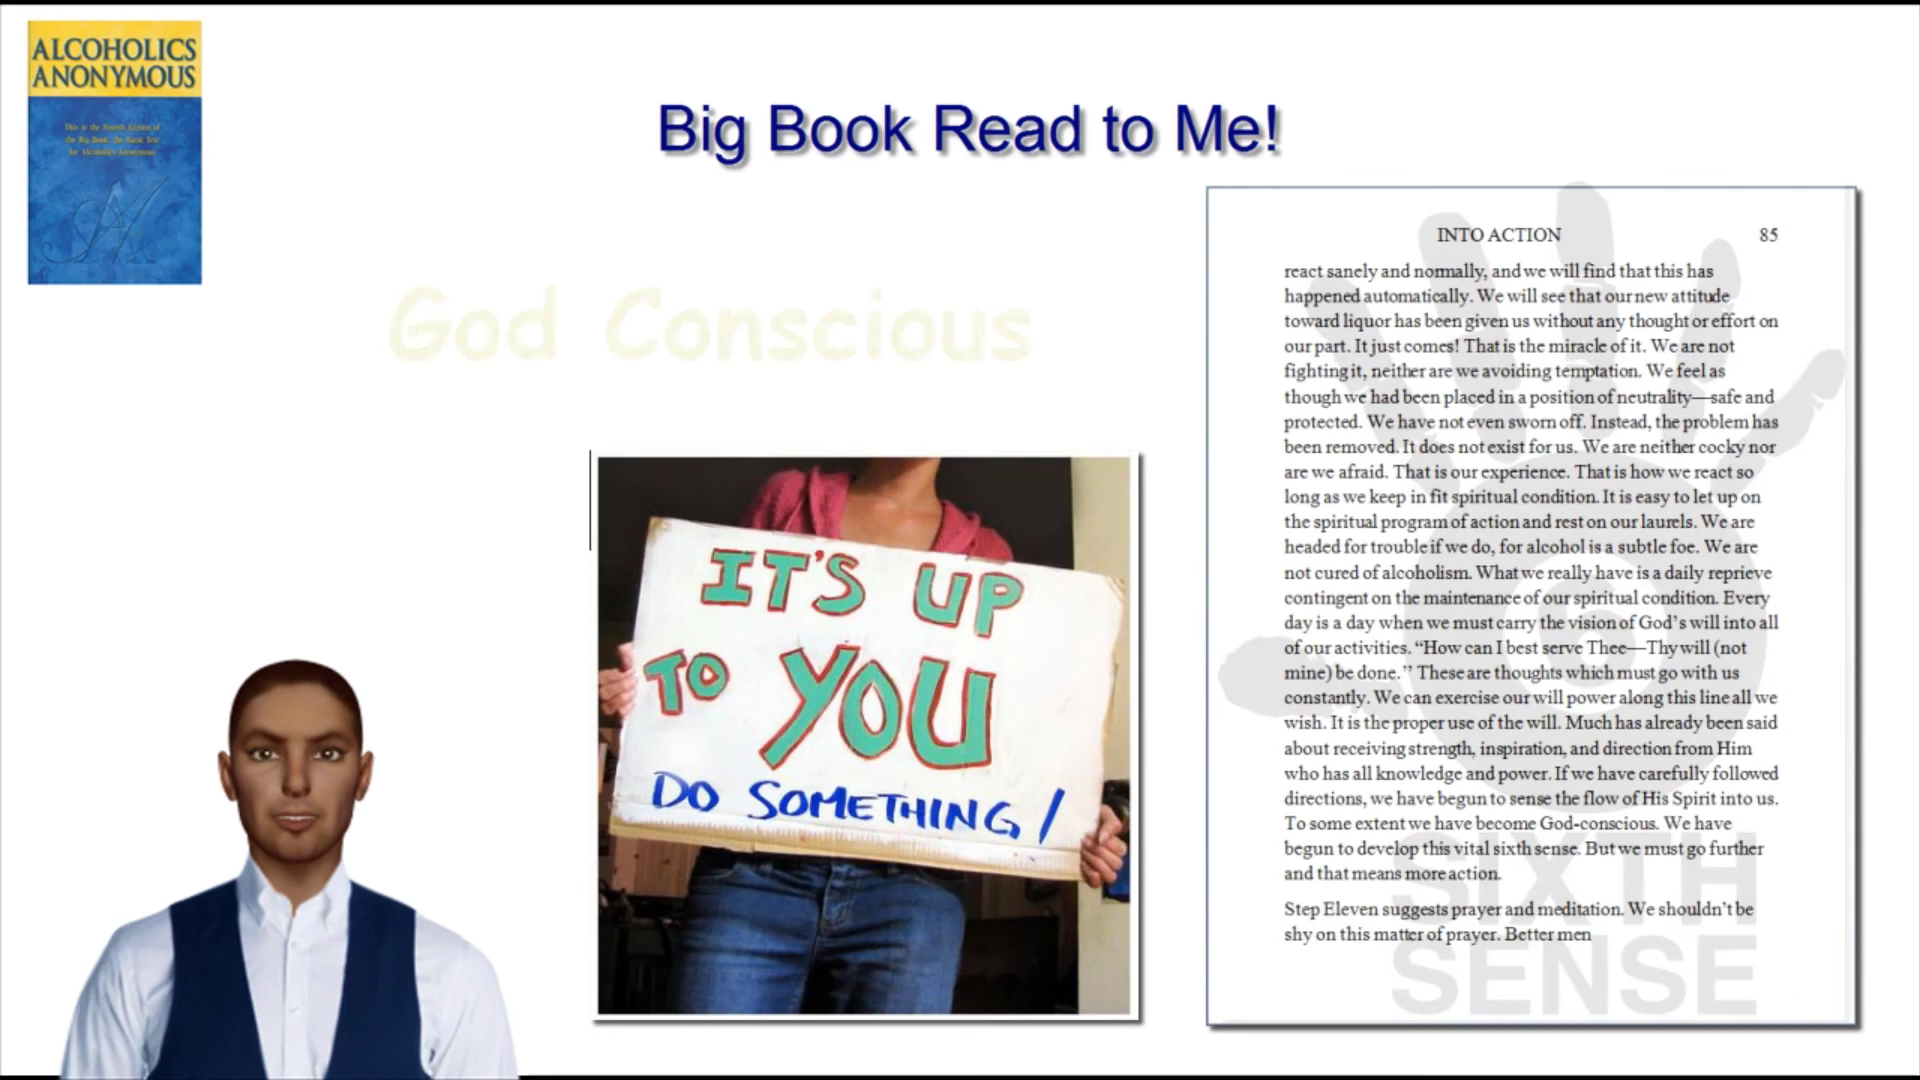 ALCOHOLICS
ANONYMOUS
This is the Fourth Edition of
the Big Book, the Basic Text
for Alcoholics Anonymous
Big Book Read to Me!
God Conscious
IT'S UP
TO YOU
DO SOMETHING!
INTO ACTION 85
react sanely and normally, and we will find that this has
happened automatically. We will see that our new attitude
toward liquor has been given us without any thought or effort on
our part. It just comes! That is the miracle of it. We are not
fighting it, neither are we avoiding temptation. We feel as
though we had been placed in a position of neutrality—safe and
protected. We have not even sworn off. Instead, the problem has
been removed. It does not exist for us. We are neither cocky nor
are we afraid. That is our experience. That is how we react so
long as we keep in fit spiritual condition. It is easy to let up on
the spiritual program of action and rest on our laurels. We are
headed for trouble if we do, for alcohol is a subtle foe. We are
not cured of alcoholism. What we really have is a daily reprieve
contingent on the maintenance of our spiritual condition. Every
day is a day when we must carry the vision of God’s will into all
of our activities. “How can I best serve Thee—Thy will (not
mine) be done.” These are thoughts which must go with us
constantly. We can exercise our will power along this line all we
wish. It is the proper use of the will. Much has already been said
about receiving strength, inspiration, and direction from Him
who has all knowledge and power. If we have carefully followed
directions, we have begun to sense the flow of His Spirit into us.
To some extent we have become God-conscious. We have
begun to develop this vital sixth sense. But we must go further
and that means more action.
Step Eleven suggests prayer and meditation. We shouldn’t be
shy on this matter of prayer. Better men
SIXTH
SENSE